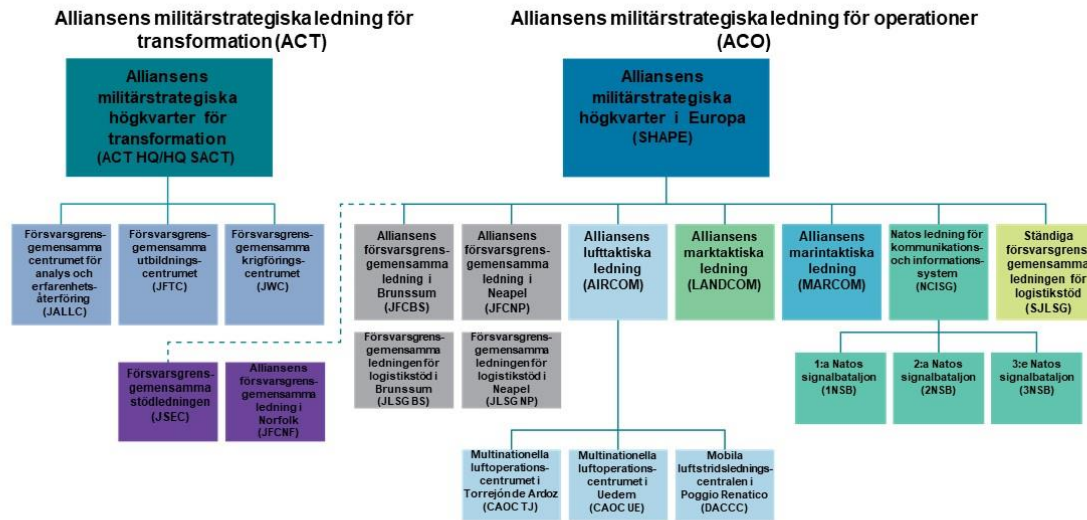 Alliansens militärstrategiska ledning för
transformation (ACT)
Alliansens militärstrategiska ledning för operationer
(ACO)
Alliansens
militärstrategiska
högkvarter för
transformation
(ACT HQ/HQ SACT)
Alliansens
militärstrategiska
högkvarter i Europa
(SHAPE)
Försvarsgrens-
gemensamma
centrumet för
analys och
erfarenhets-
återföring
(JALLC)
Försvarsgrens-
gemensamma
utbildnings-
centrumet
(JFTC)
Försvarsgrens-
gemensamma
krigförings-
centrumet
(JWC)
Alliansens
försvarsgrens-
gemensamma
ledning i
Brunssum
(JFCBS)
Alliansens
försvarsgrens-
gemensamma
ledning i
Neapel
(JFCNP)
Alliansens
lufttaktiska
ledning
(AIRCOM)
Alliansens
marktaktiska
ledning
(LANDCOM)
Alliansens
marintaktiska
ledning
(MARCOM)
Natos ledning för
kommunikations-
och informations-
system
(NCISG)
Ständiga
försvarsgrens-
gemensamma
ledningen för
logistikstöd
(SJLSG)
Försvarsgrens-
gemensamma
stödledningen
(JSEC)
Alliansens
försvarsgrens-
gemensamma
ledning i
Norfolk
(JFCNF)
Försvarsgrens-
gemensamma
ledningen för
logistikstöd i
Brunssum
(JLSG BS)
Försvarsgrens-
gemensamma
ledningen för
logistikstöd i
Neapel
(JLSG NP)
1:a Natos
signalbataljon
(1NSB)
2:a Natos
signalbataljon
(2NSB)
3:e Natos
signalbataljon
(3NSB)
Multinationella
luftoperations-
centrumet i
Torrejón de Ardoz
(CAOC TJ)
Multinationella
luftoperations-
centrumet i
Uedem
(CAOC UE)
Mobila
luftstridslednings-
centralen i
Poggio Renatico
(DACCC)